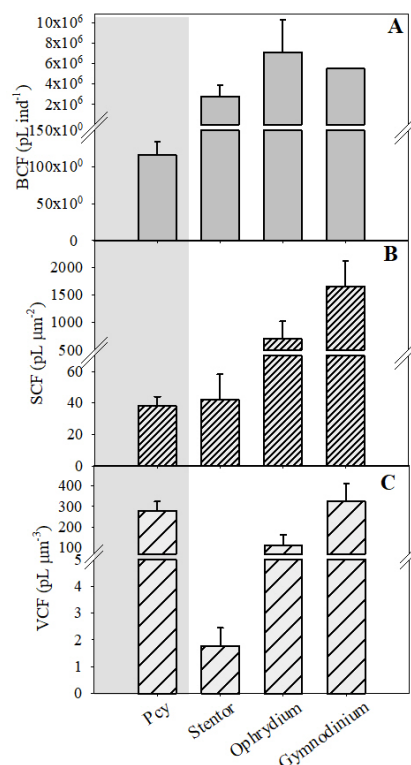 A
10x10⁶
8x10⁶
6x10⁶
4x10⁶
2x10⁶
150x10⁰
100x10⁰
50x10⁰
0
BCF (pL ind⁻¹)
B
2000
1500
1000
500
60
40
20
0
SCF (pL µm⁻²)
C
400
300
200
100
5
4
3
2
1
0
VCF (pL µm⁻³)
Pcy
Stentor
Ophrydium
Gymnodinium